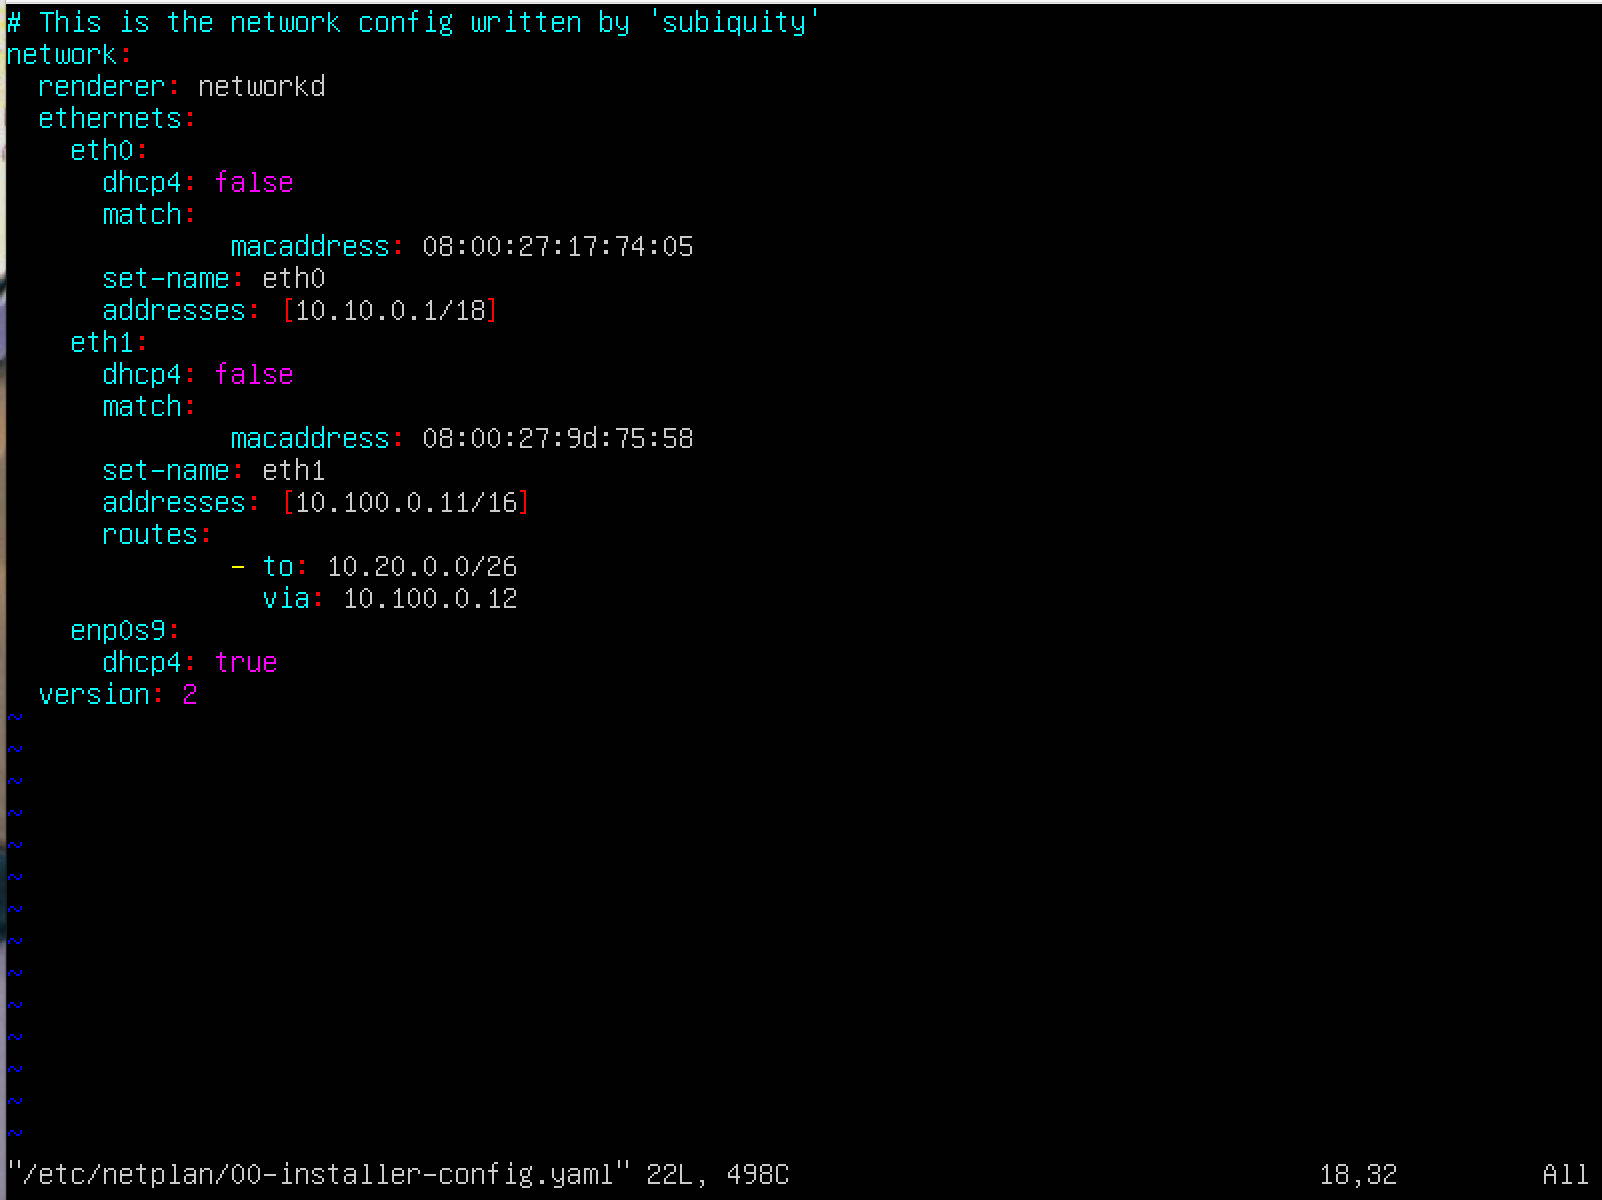 # This is the network config written by 'subiquity'
network:
  renderer: networkd
  ethernets:
    eth0:
      dhcp4: false
      match:
              macaddress: 08:00:27:17:74:05
      set-name: eth0
      addresses: [10.10.0.1/18]
    eth1:
      dhcp4: false
      match:
              macaddress: 08:00:27:9d:75:58
      set-name: eth1
      addresses: [10.100.0.11/16]
      routes:
              - to: 10.20.0.0/26
                via: 10.100.0.12
    enp0s9:
      dhcp4: true
  version: 2
~
~
~
~
~
~
~
~
~
~
~
~
~
~
"/etc/netplan/00-installer-config.yaml" 22L, 498C 18,32 All